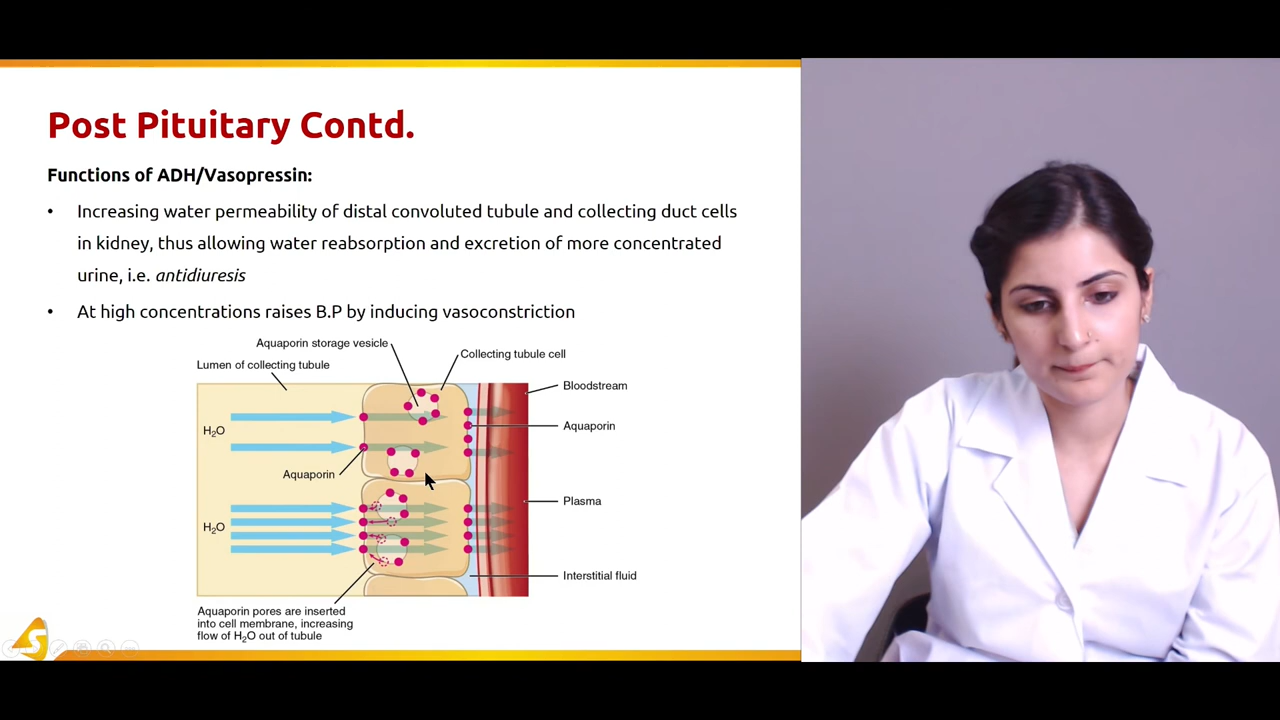 Post Pituitary Contd.
Functions of ADH/Vasopressin:
• Increasing water permeability of distal convoluted tubule and collecting duct cells
in kidney, thus allowing water reabsorption and excretion of more concentrated
urine, i.e. antidiuresis
• At high concentrations raises B.P by inducing vasoconstriction
Aquaporin storage vesicle
Collecting tubule cell
Lumen of collecting tubule
Bloodstream
H₂O
Aquaporin
Aquaporin
Plasma
H₂O
Interstitial fluid
Aquaporin pores are inserted
into cell membrane, increasing
flow of H₂O out of tubule
S